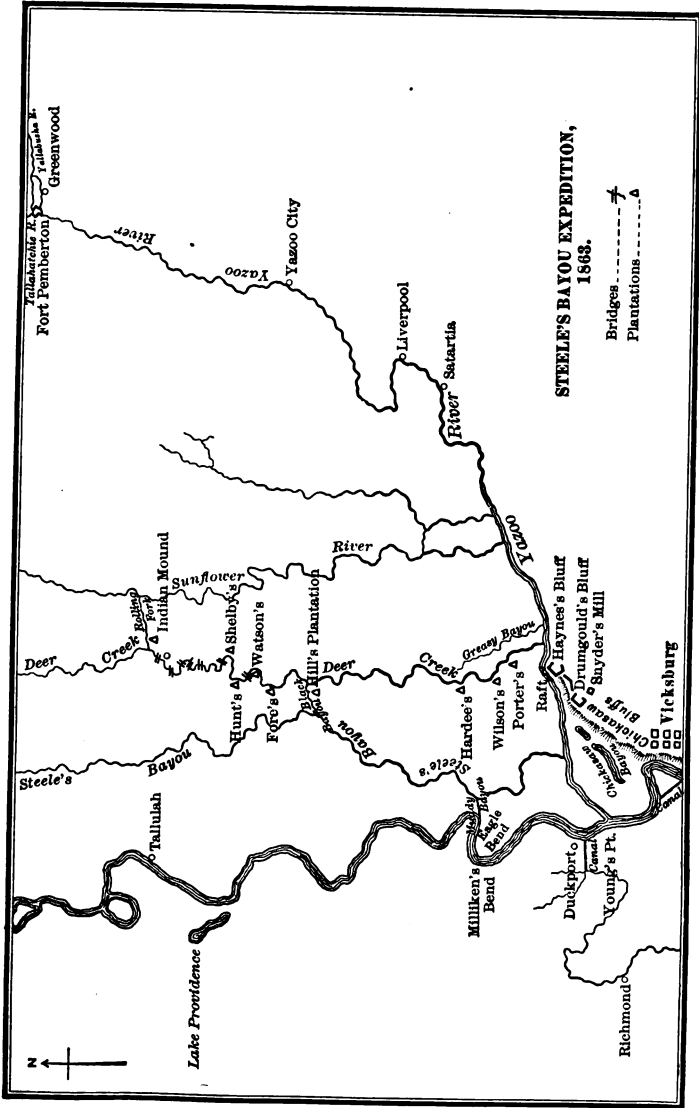 Tallahatchie R.
Yallabusha R.
Fort Pemberton
Greenwood
Yazoo
River
Yazoo City
Liverpool
Satartia
River
Yazoo
STEELE'S BAYOU EXPEDITION,
1863.
Bridges
Plantations
Deer
Creek
Rolling
Fork
Indian Mound
Sunflower
River
Shelby's
Watson's
Hunt's
Fore's
Black
Bayou
Hill's Plantation
Deer
Creek
Greasy Bayou
Steele's
Bayou
Bayou
Steele's
Muddy
Bayou
Hardee's
Wilson's
Porter's
Raft
Haynes's Bluff
Drumgould's Bluff
Snyder's Mill
Chickasaw
Bluffs
Chickasaw
Bayou
Vicksburg
Canal
Tallulah
Lake Providence
Eagle
Bend
Milliken's
Bend
Duckport
Canal
Young's Pt.
Richmond
N